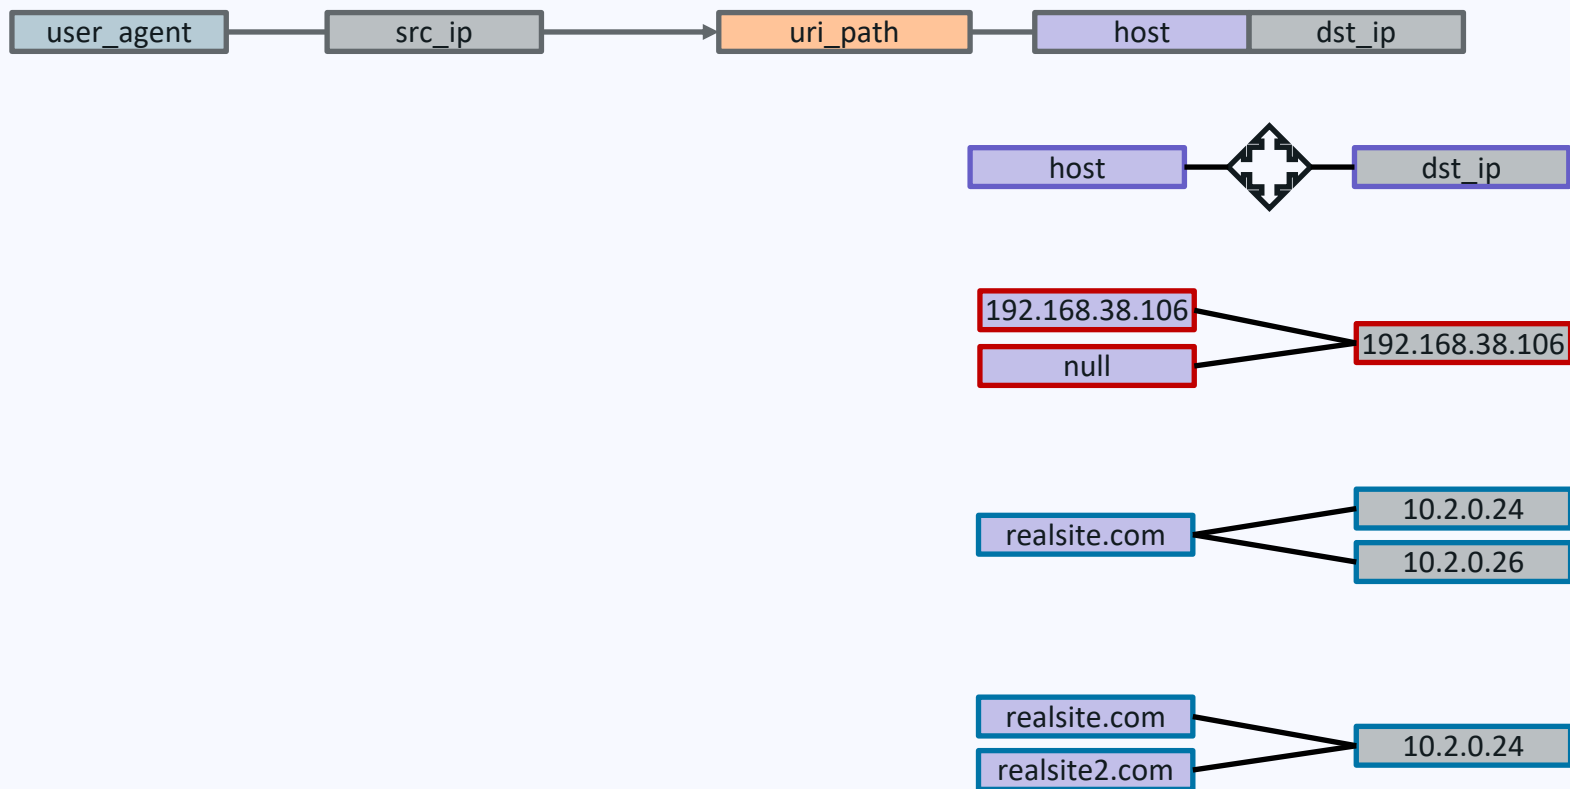 user_agent src_ip uri_path host dst_ip
host dst_ip
192.168.38.106
null
192.168.38.106
realsite.com
10.2.0.24
10.2.0.26
realsite.com
realsite2.com
10.2.0.24